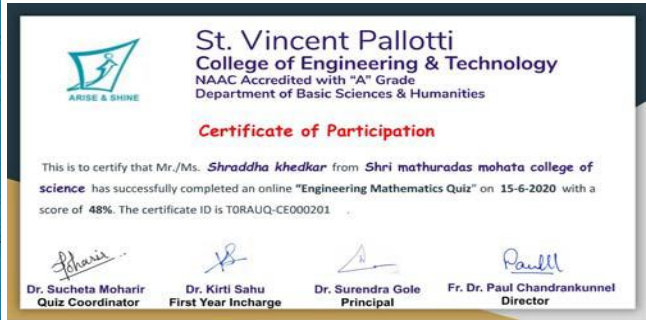 St. Vincent Pallotti
College of Engineering & Technology
NAAC Accredited with "A" Grade
Department of Basic Sciences & Humanities
ARISE & SHINE
Certificate of Participation
This is to certify that Mr./Ms. Shraddha khedkar from Shri mathuradas mohata college of
science has successfully completed an online "Engineering Mathematics Quiz" on 15-6-2020 with a
score of 48%. The certificate ID is T0RAUQ-CE000201 .
Dr. Sucheta Moharir
Quiz Coordinator
Dr. Kirti Sahu
First Year Incharge
Dr. Surendra Gole
Principal
Fr. Dr. Paul Chandrankunnel
Director